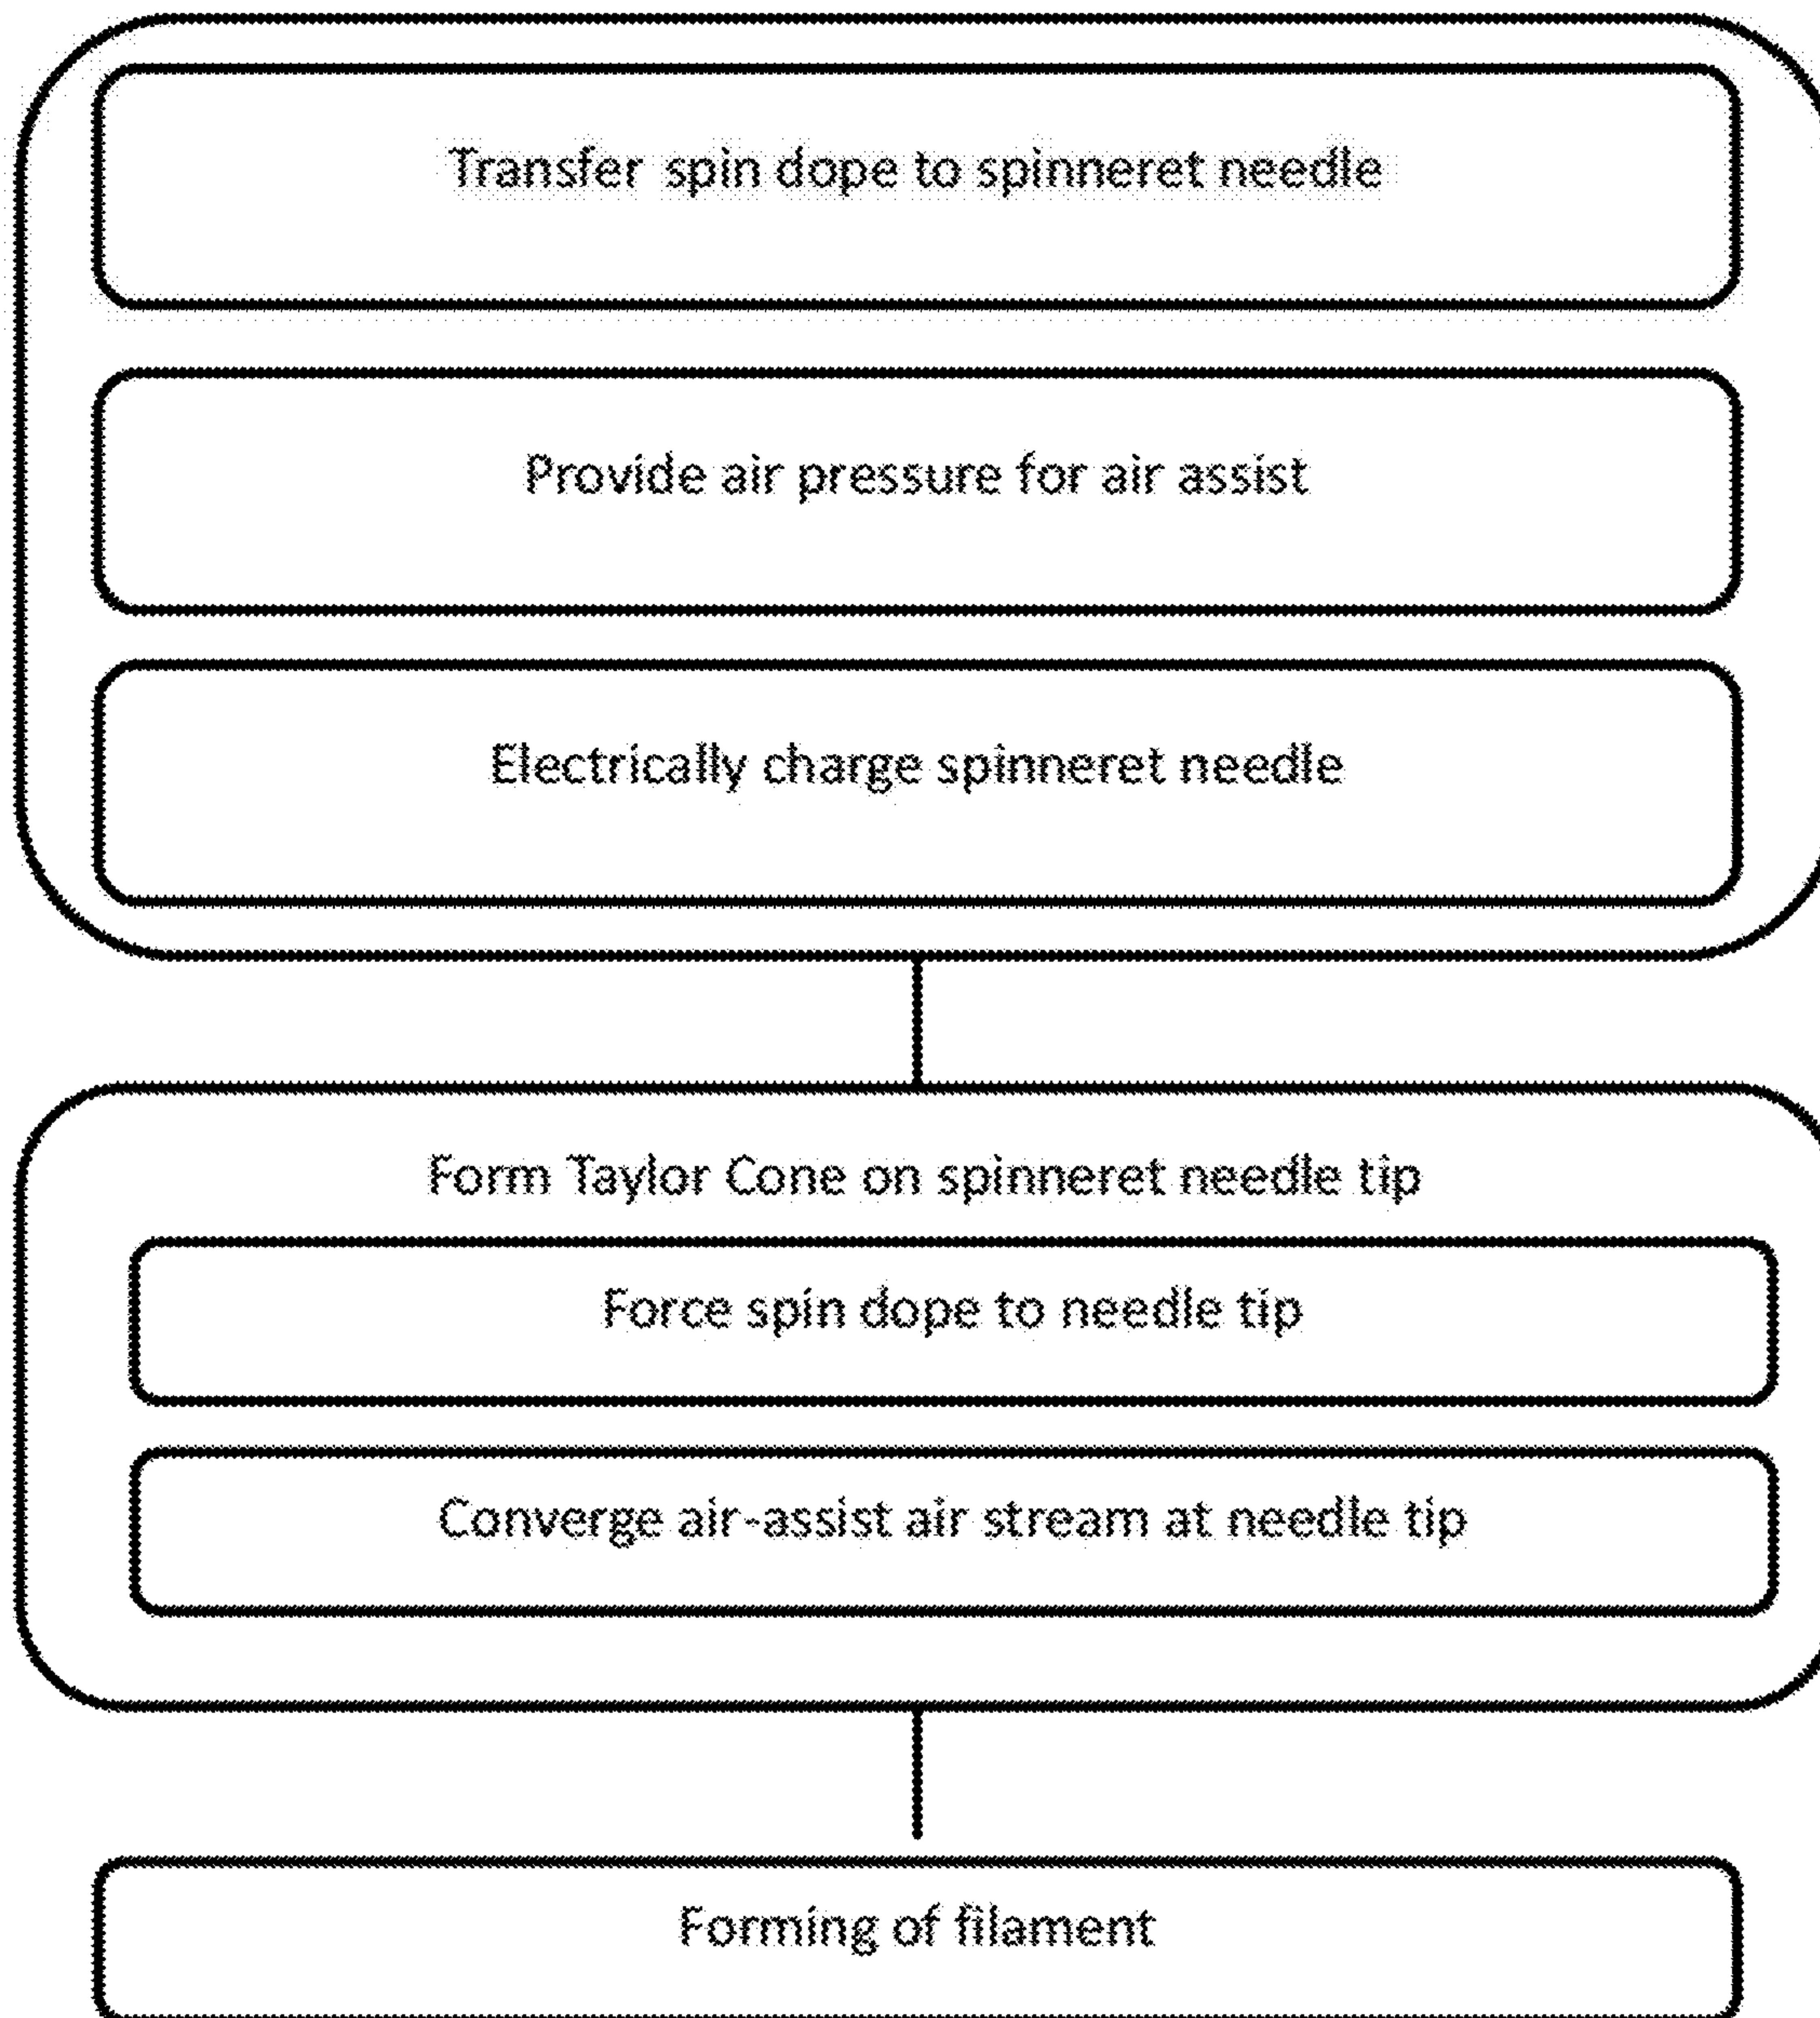 Transfer spin dope to spinneret needle
Provide air pressure for air assist
Electrically charge spinneret needle
Form Taylor Cone on spinneret needle tip
Force spin dope to needle tip
Converge air-assist air stream at needle tip
Forming of filament